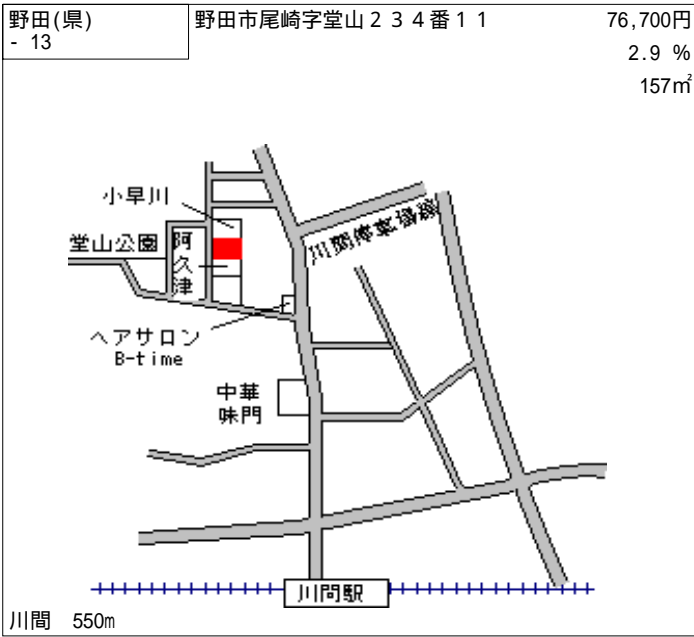 野田(県)
- 13
野田市尾崎字堂山２３４番１１
76,700円
2.9 %
157㎡
小早川
堂山公園
阿久津
川間停車場線
ヘアサロン
B-time
中華
味門
川間駅
川間 550m